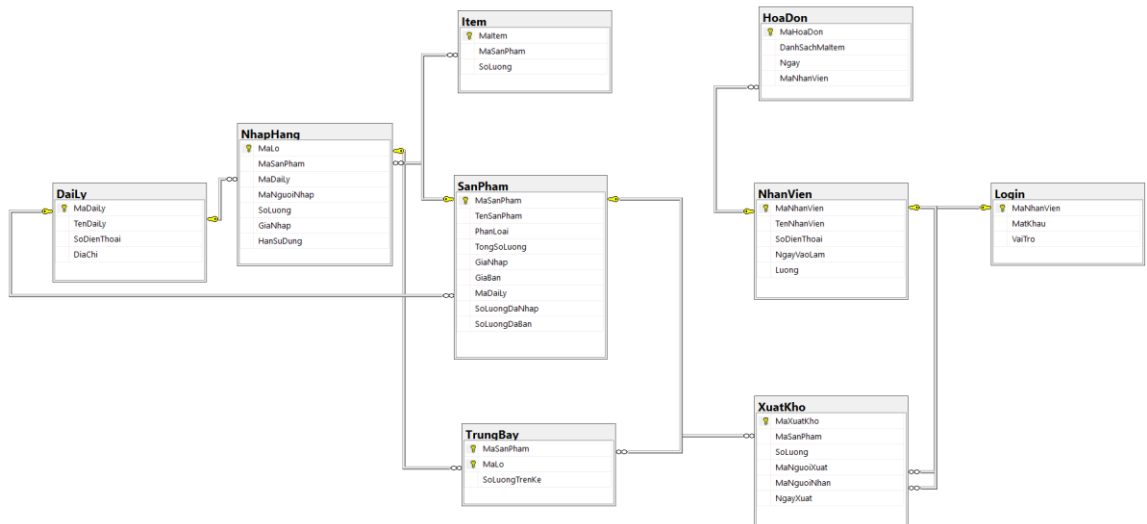 Item
MaItem
MaSanPham
SoLuong
HoaDon
MaHoaDon
DanhSachMaItem
Ngay
MaNhanVien
NhapHang
MaLo
MaSanPham
MaDaiLy
MaNguoiNhap
SoLuong
GiaNhap
HanSuDung
DaiLy
MaDaiLy
TenDaiLy
SoDienThoai
DiaChi
SanPham
MaSanPham
TenSanPham
PhanLoai
TongSoLuong
GiaNhap
GiaBan
MaDaiLy
SoLuongDaNhap
SoLuongDaBan
NhanVien
MaNhanVien
TenNhanVien
SoDienThoai
NgayVaoLam
Luong
Login
MaNhanVien
MatKhau
VaiTro
TrungBay
MaSanPham
MaLo
SoLuongTrenKe
XuatKho
MaXuatKho
MaSanPham
SoLuong
MaNguoiXuat
MaNguoiNhan
NgayXuat